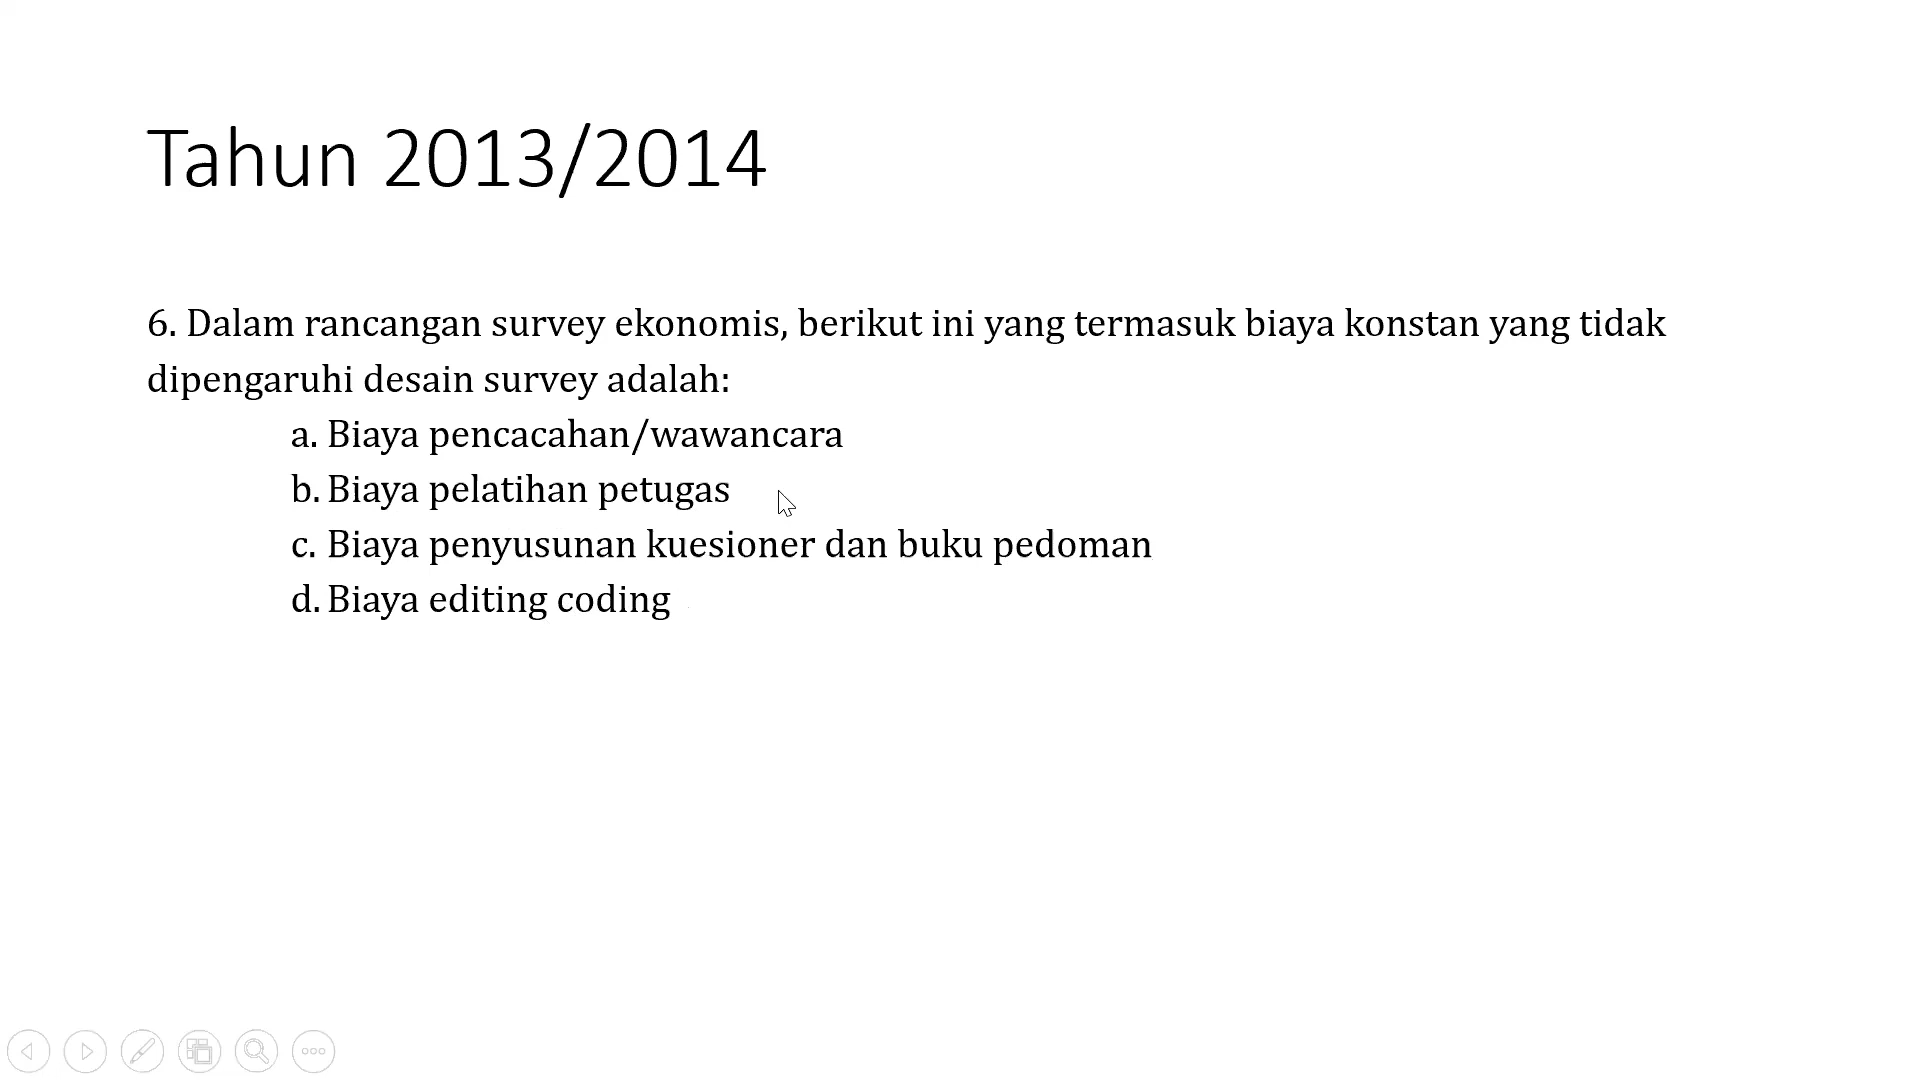 Tahun 2013/2014
6. Dalam rancangan survey ekonomis, berikut ini yang termasuk biaya konstan yang tidak
dipengaruhi desain survey adalah:
a. Biaya pencacahan/wawancara
b. Biaya pelatihan petugas
c. Biaya penyusunan kuesioner dan buku pedoman
d. Biaya editing coding